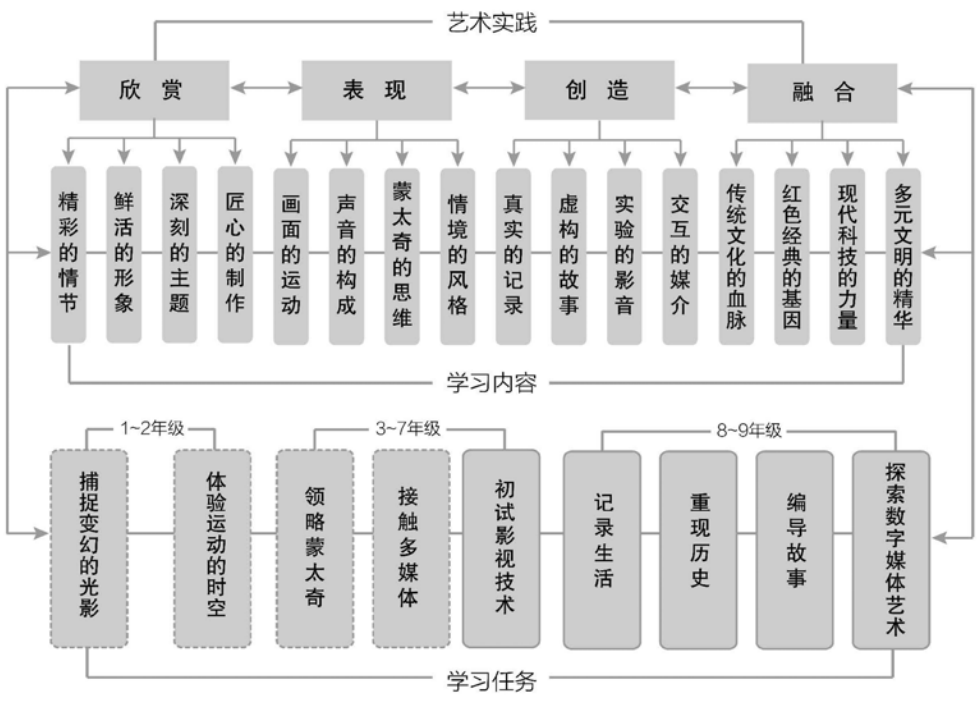 艺术实践
欣 赏
表 现
创 造
融 合
精彩的情节
鲜活的形象
深刻的主题
匠心的制作
画面的运动
声音的构成
蒙太奇的思维
情境的风格
真实的记录
虚构的故事
实验的影音
交互的媒介
传统文化的血脉
红色经典的基因
现代科技的力量
多元文明的精华
学习内容
1~2年级
3~7年级
8~9年级
捕捉变幻的光影
体验运动的时空
领略蒙太奇
接触多媒体
初试影视技术
记录生活
重现历史
编导故事
探索数字媒体艺术
学习任务